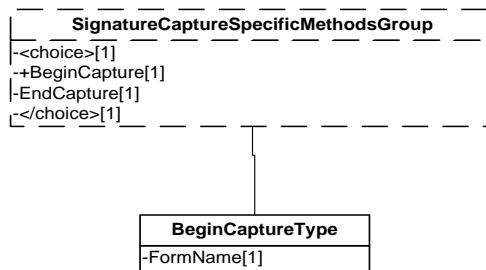 SignatureCaptureSpecificMethodsGroup
-<choice>[1]
-+BeginCapture[1]
-EndCapture[1]
-</choice>[1]
BeginCaptureType
-FormName[1]